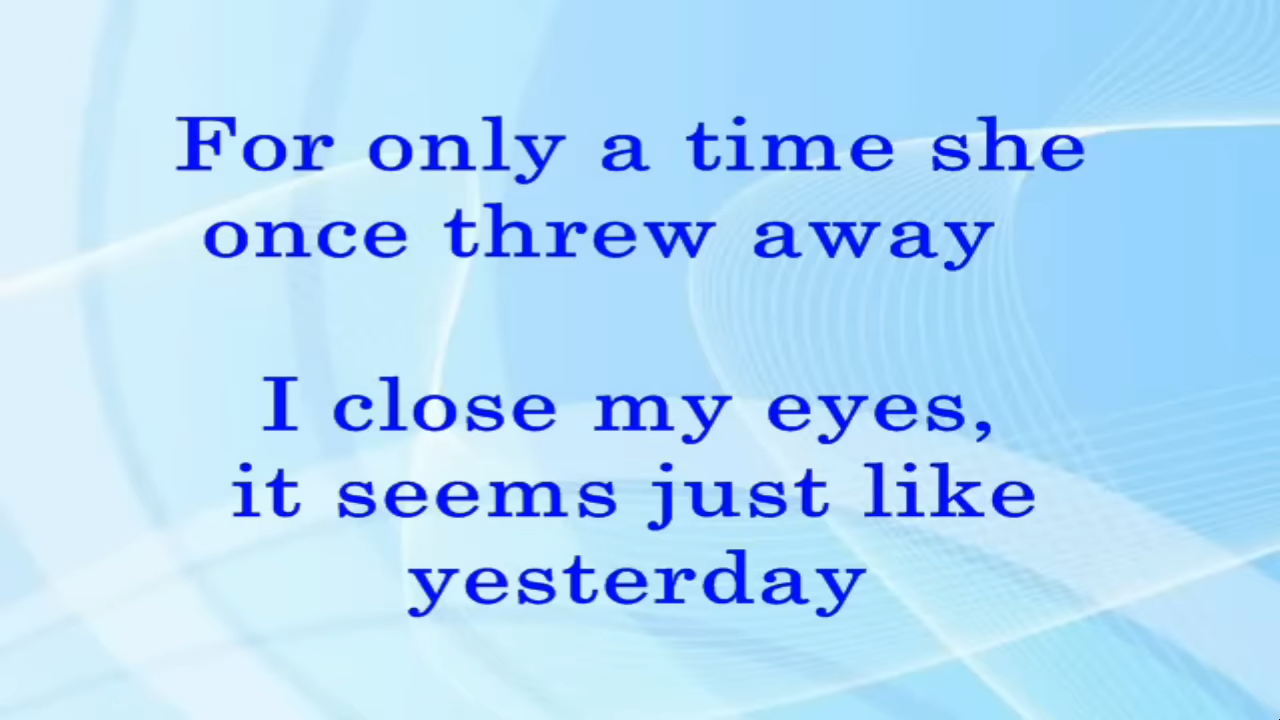 For only a time she
once threw away
I close my eyes,
it seems just like
yesterday